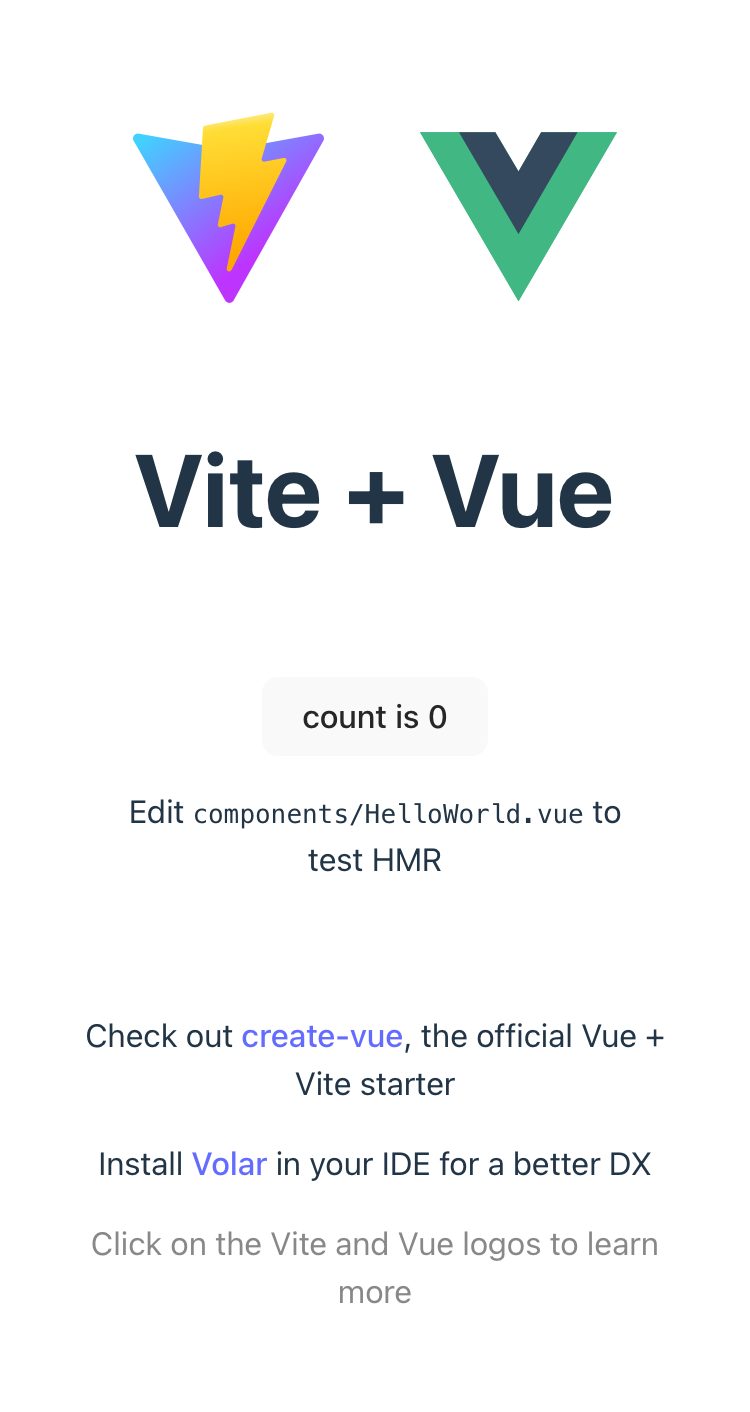 Vite + Vue
count is 0
Edit components/HelloWorld.vue to
test HMR
Check out create-vue, the official Vue +
Vite starter
Install Volar in your IDE for a better DX
Click on the Vite and Vue logos to learn
more